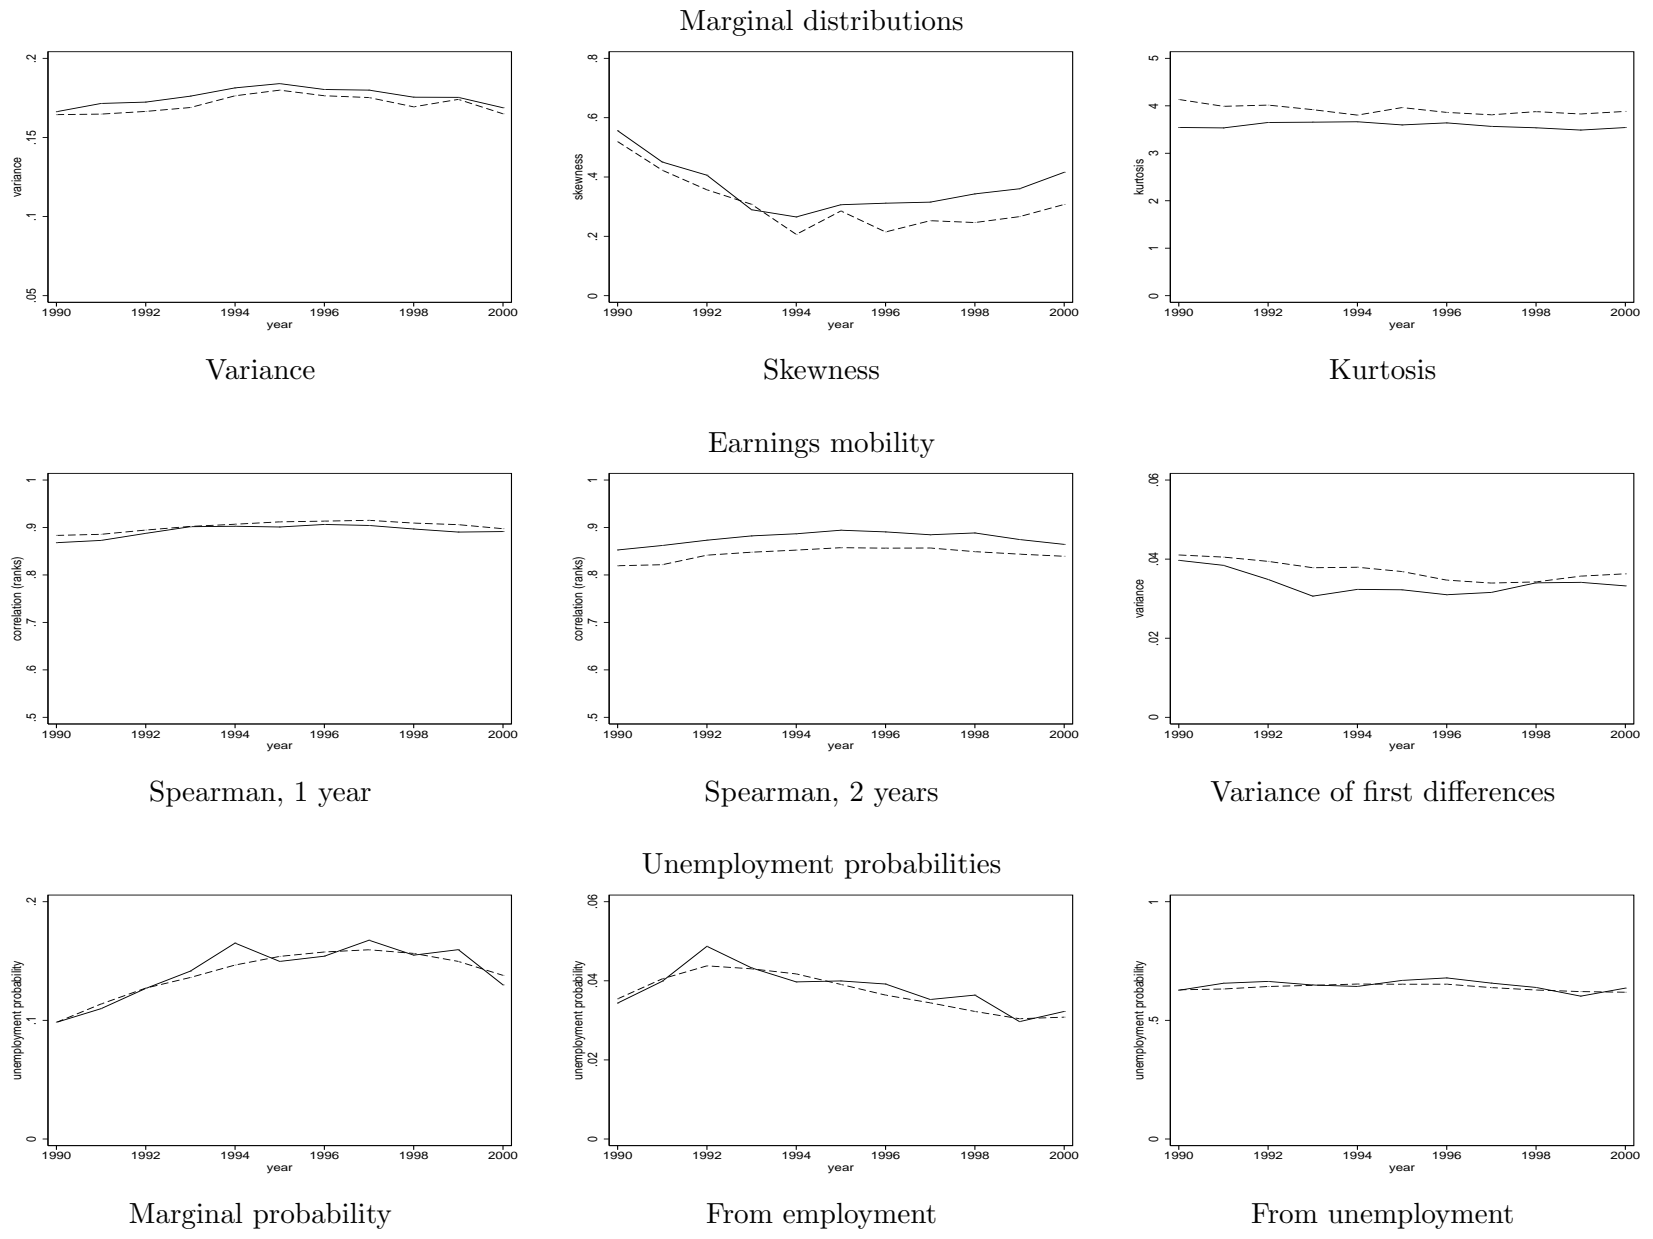 Marginal distributions
.2
.15
.1
.05
variance
1990 1992 1994 1996 1998 2000
year
.8
.6
.4
.2
0
skewness
1990 1992 1994 1996 1998 2000
year
5
4
3
2
1
0
kurtosis
1990 1992 1994 1996 1998 2000
year
Variance
Skewness
Kurtosis
Earnings mobility
1
.9
.8
.7
.6
.5
correlation (ranks)
1990 1992 1994 1996 1998 2000
year
1
.9
.8
.7
.6
.5
correlation (ranks)
1990 1992 1994 1996 1998 2000
year
.06
.04
.02
0
variance
1990 1992 1994 1996 1998 2000
year
Spearman, 1 year
Spearman, 2 years
Variance of first differences
Unemployment probabilities
.2
.1
0
unemployment probability
1990 1992 1994 1996 1998 2000
year
.06
.04
.02
0
unemployment probability
1990 1992 1994 1996 1998 2000
year
1
.5
0
unemployment probability
1990 1992 1994 1996 1998 2000
year
Marginal probability
From employment
From unemployment